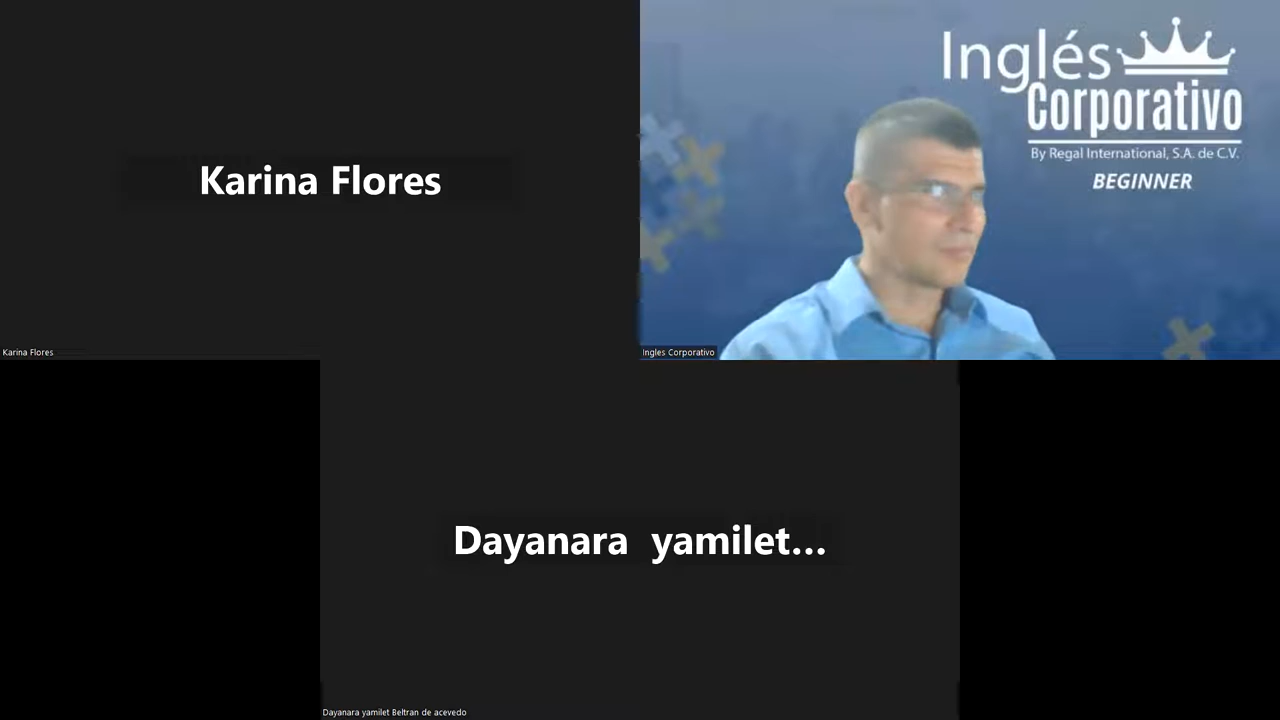 Karina Flores
Karina Flores
Inglés
Corporativo
By Regal International, S.A. de C.V.
BEGINNER
Ingles Corporativo
Dayanara yamilet...
Dayanara yamilet Beltran de acevedo